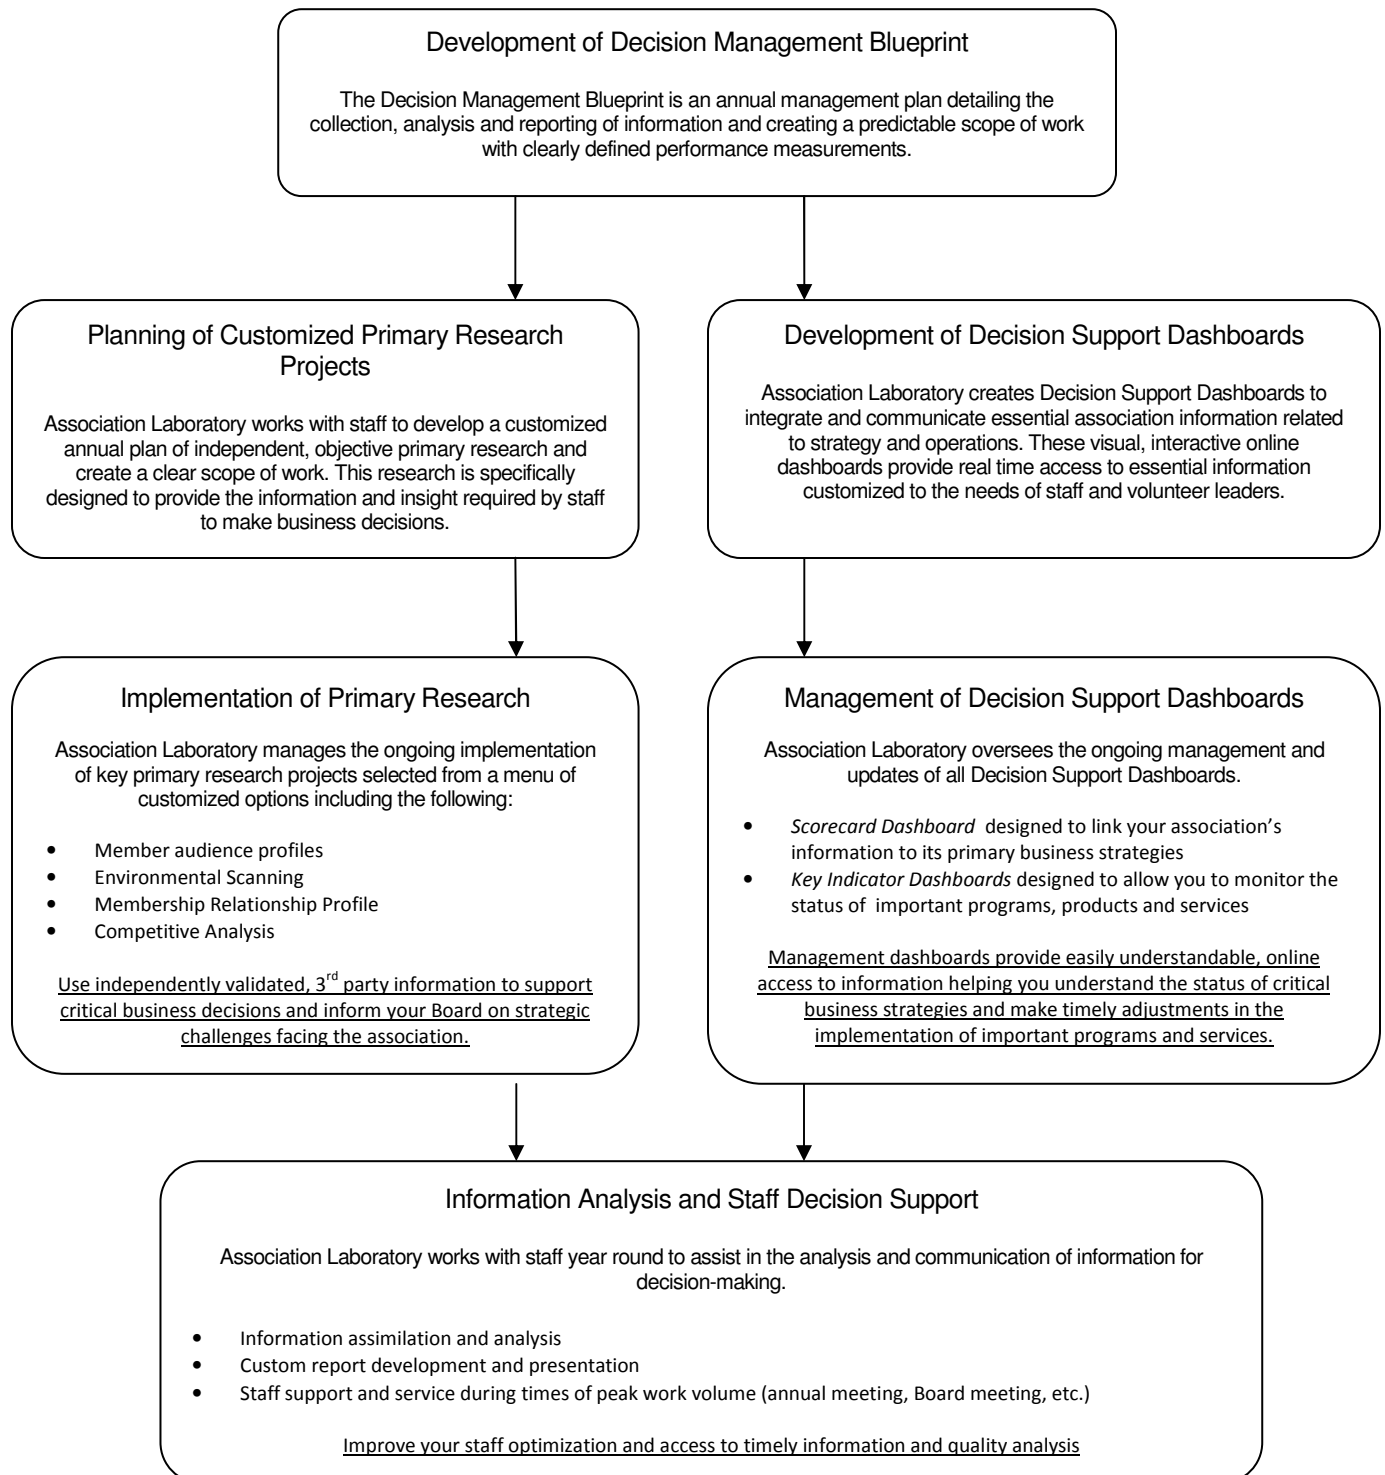 Development of Decision Management Blueprint
The Decision Management Blueprint is an annual management plan detailing the
collection, analysis and reporting of information and creating a predictable scope of work
with clearly defined performance measurements.
Planning of Customized Primary Research
Projects
Association Laboratory works with staff to develop a customized
annual plan of independent, objective primary research and
create a clear scope of work. This research is specifically
designed to provide the information and insight required by staff
to make business decisions.
Development of Decision Support Dashboards
Association Laboratory creates Decision Support Dashboards to
integrate and communicate essential association information related
to strategy and operations. These visual, interactive online
dashboards provide real time access to essential information
customized to the needs of staff and volunteer leaders.
Implementation of Primary Research
Association Laboratory manages the ongoing implementation
of key primary research projects selected from a menu of
customized options including the following:
• Member audience profiles
• Environmental Scanning
• Membership Relationship Profile
• Competitive Analysis
Use independently validated, 3rd party information to support
critical business decisions and inform your Board on strategic
challenges facing the association.
Management of Decision Support Dashboards
Association Laboratory oversees the ongoing management and
updates of all Decision Support Dashboards.
• Scorecard Dashboard designed to link your association’s
information to its primary business strategies
• Key Indicator Dashboards designed to allow you to monitor the
status of important programs, products and services
Management dashboards provide easily understandable, online
access to information helping you understand the status of critical
business strategies and make timely adjustments in the
implementation of important programs and services.
Information Analysis and Staff Decision Support
Association Laboratory works with staff year round to assist in the analysis and communication of information for
decision-making.
• Information assimilation and analysis
• Custom report development and presentation
• Staff support and service during times of peak work volume (annual meeting, Board meeting, etc.)
Improve your staff optimization and access to timely information and quality analysis